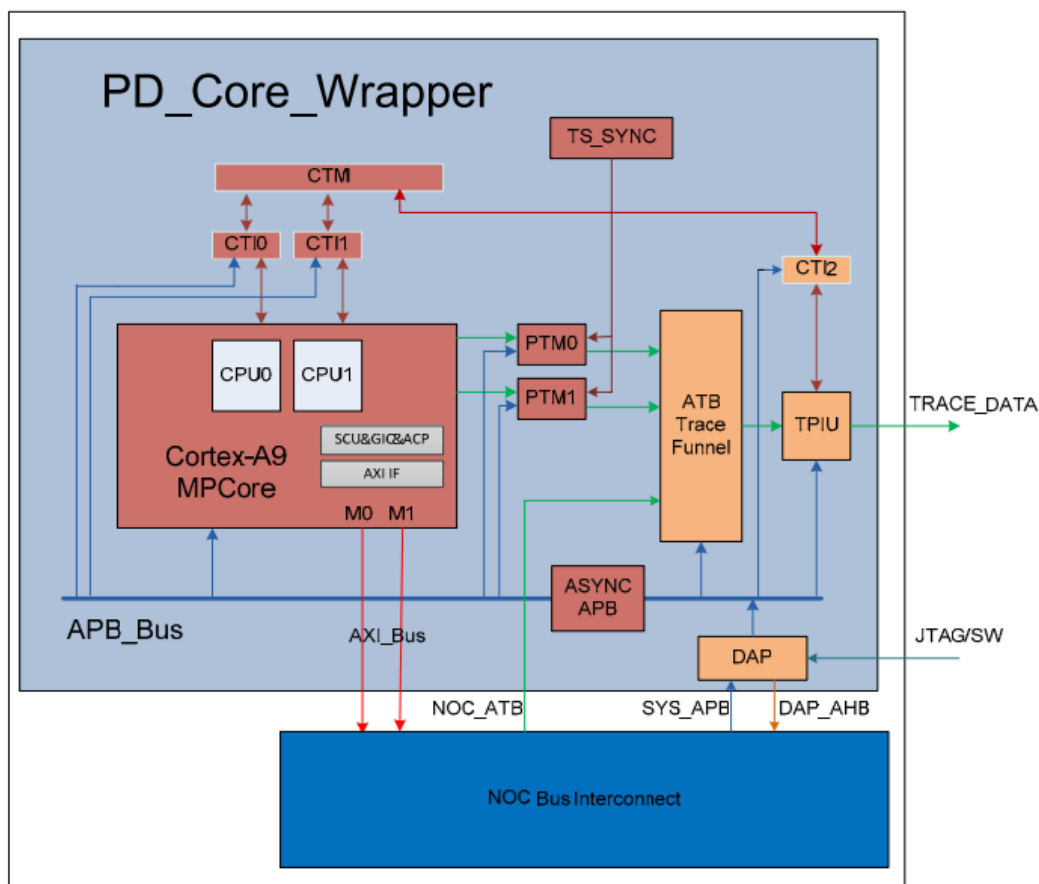 PD_Core_Wrapper
TS_SYNC
CTMI
CTI0
CTI1
CTI2
CPU0
CPU1
PTM0
PTM1
ATB
Trace
Funnel
TPIU
TRACE_DATA
SCU&GIC&ACP
Cortex-A9
MPCore
AXI IF
M0
M1
ASYNC
APB
APB_Bus
AXI_Bus
DAP
JTAG/SW
NOC_ATB
SYS_APB
DAP_AHB
NOC Bus Interconnect